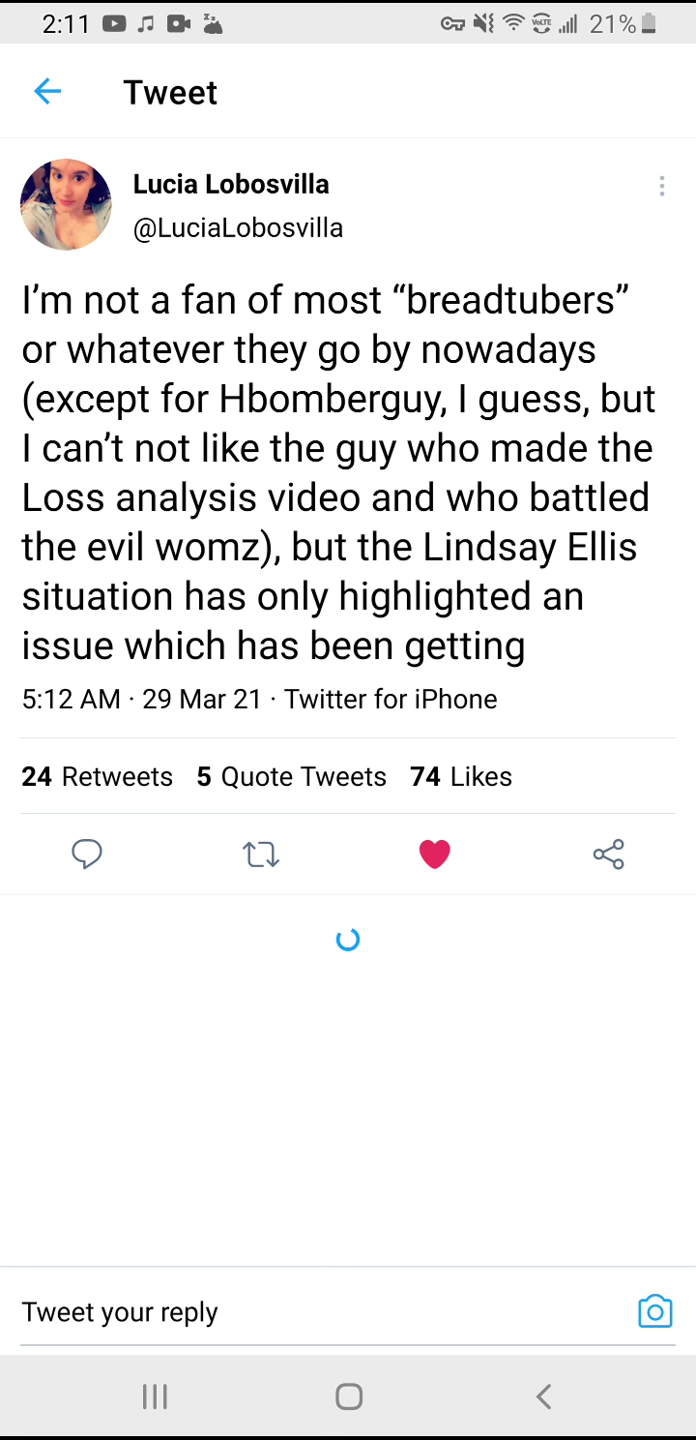 2:11 VoLTE 21%
Tweet
Lucia Lobosvilla
@LuciaLobosvilla
I'm not a fan of most “breadtubers”
or whatever they go by nowadays
(except for Hbomberguy, I guess, but
I can't not like the guy who made the
Loss analysis video and who battled
the evil womz), but the Lindsay Ellis
situation has only highlighted an
issue which has been getting
5:12 AM · 29 Mar 21 · Twitter for iPhone
24 Retweets 5 Quote Tweets 74 Likes
Tweet your reply